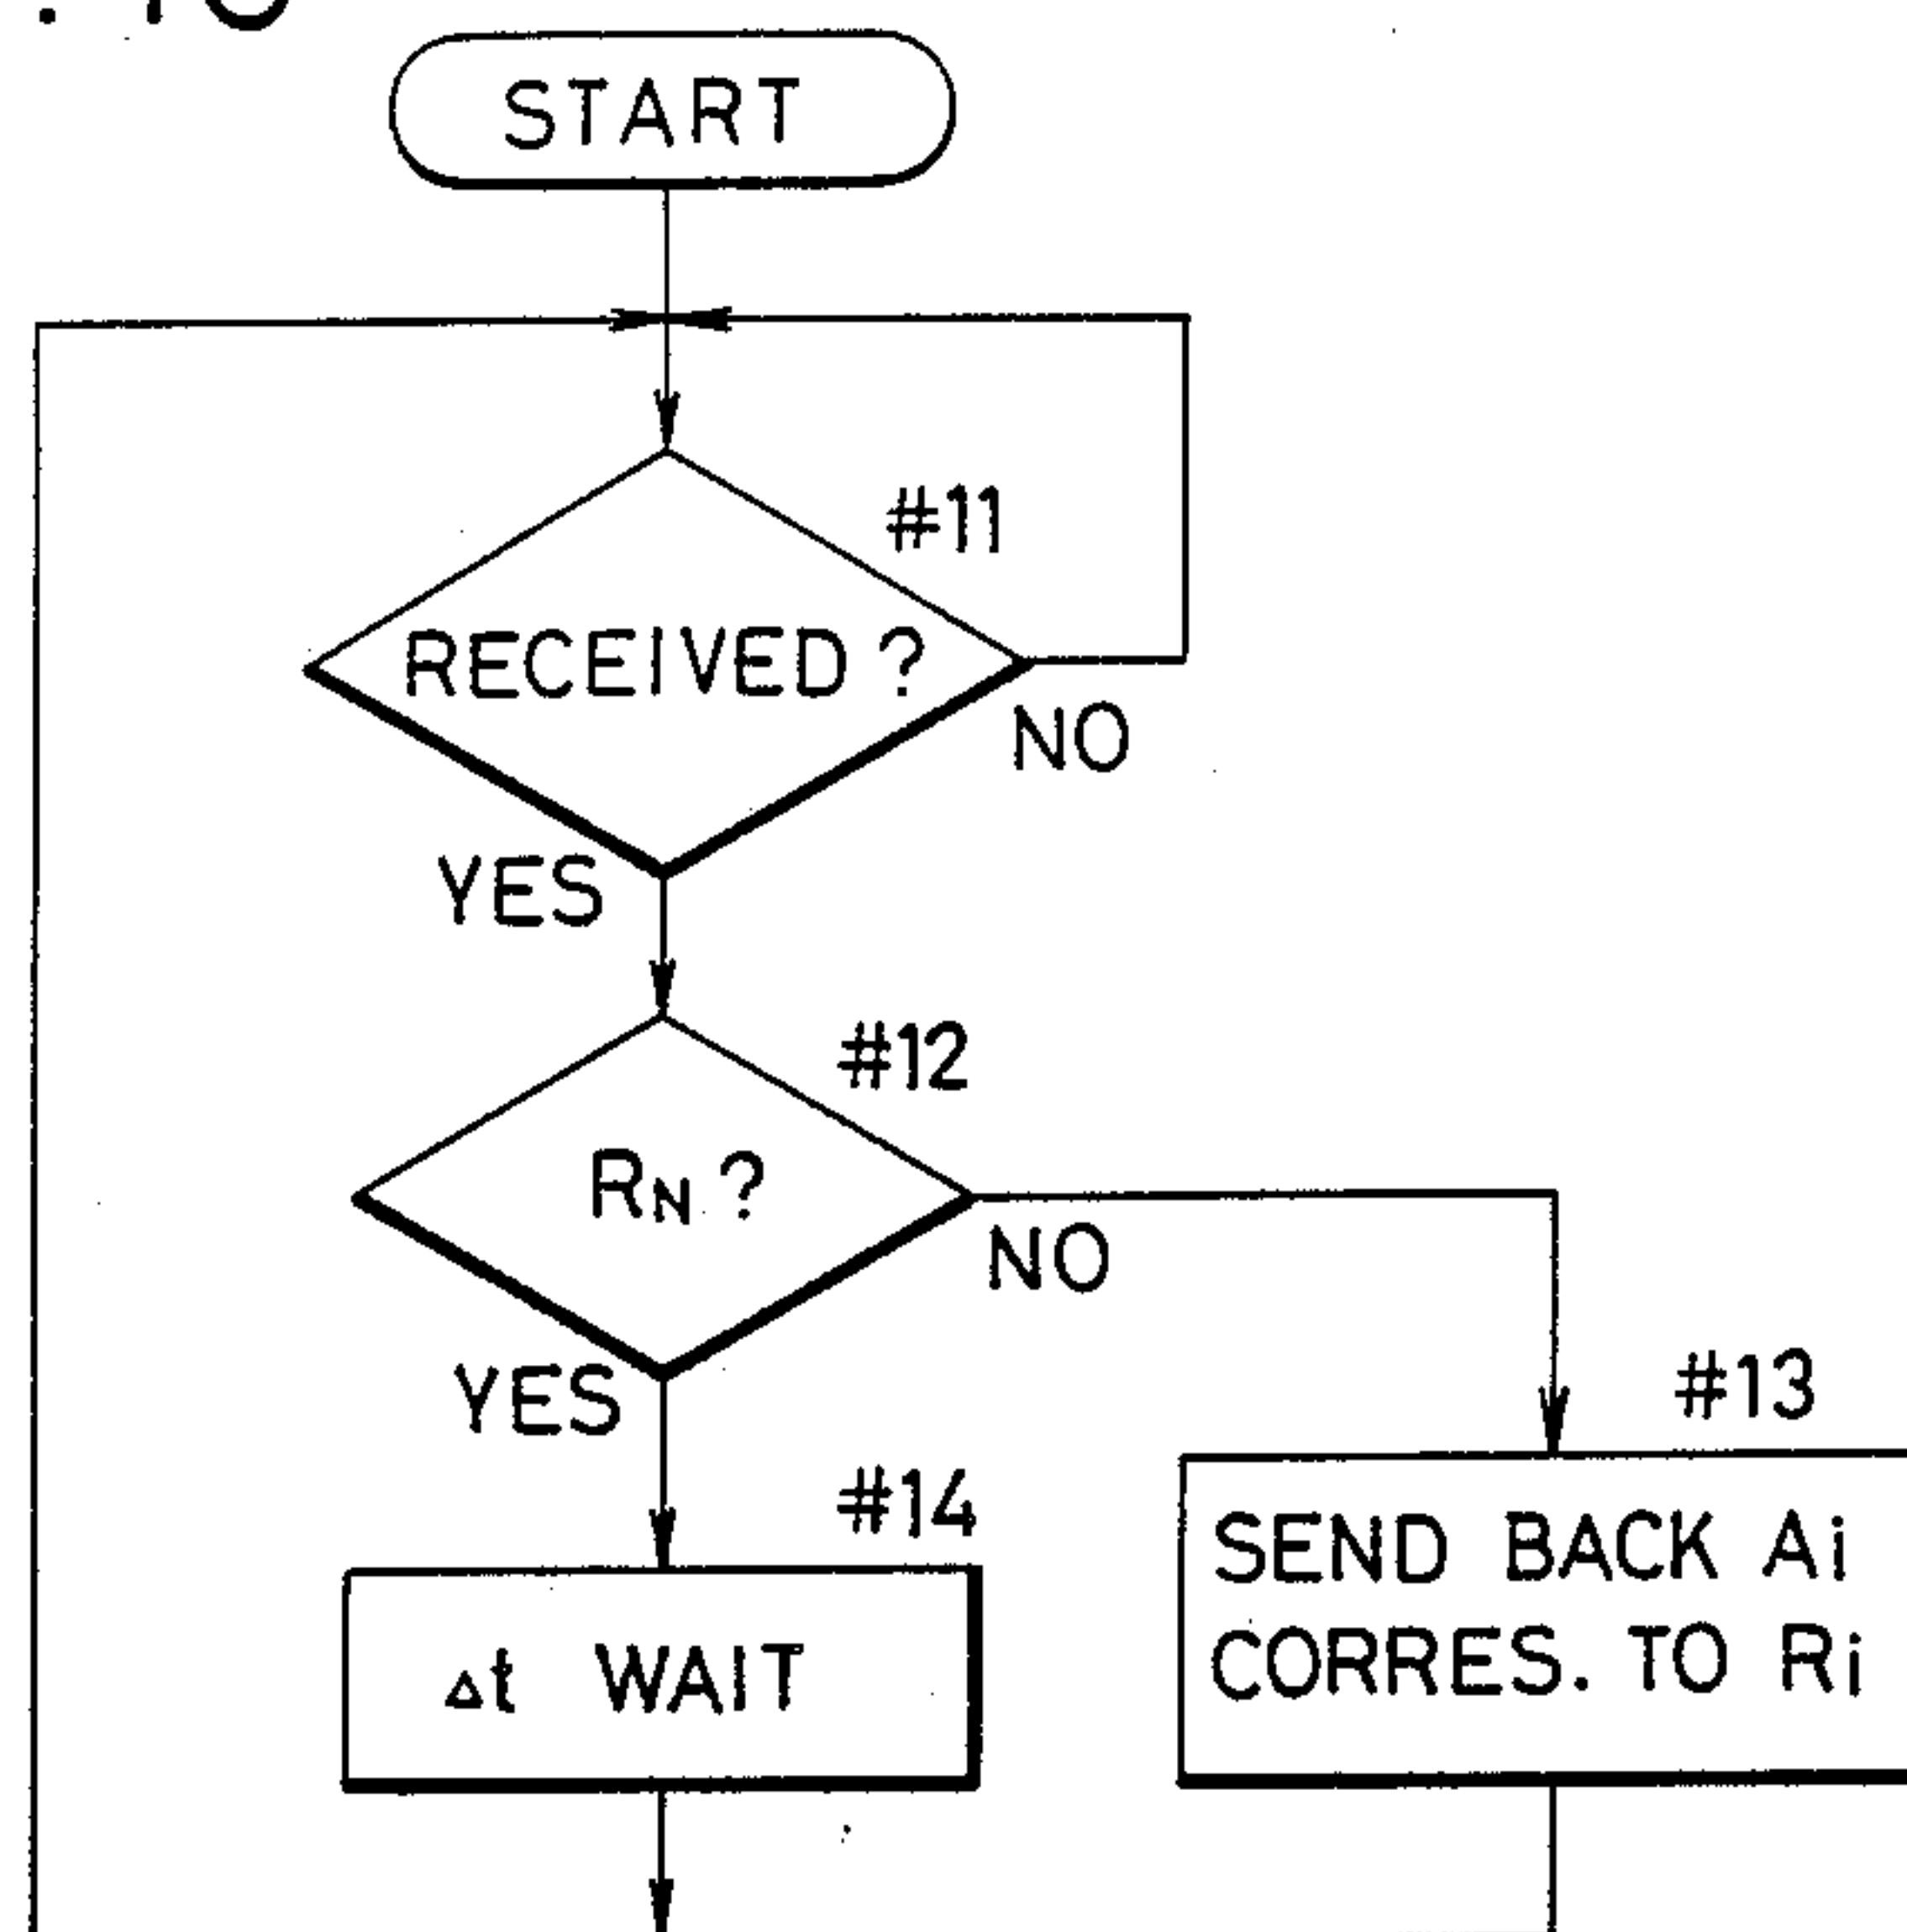 START
#11
RECEIVED ?
NO
YES
#12
RN ?
NO
YES
#13
#14
SEND BACK Ai
CORRES. TO Ri
Δt WAIT